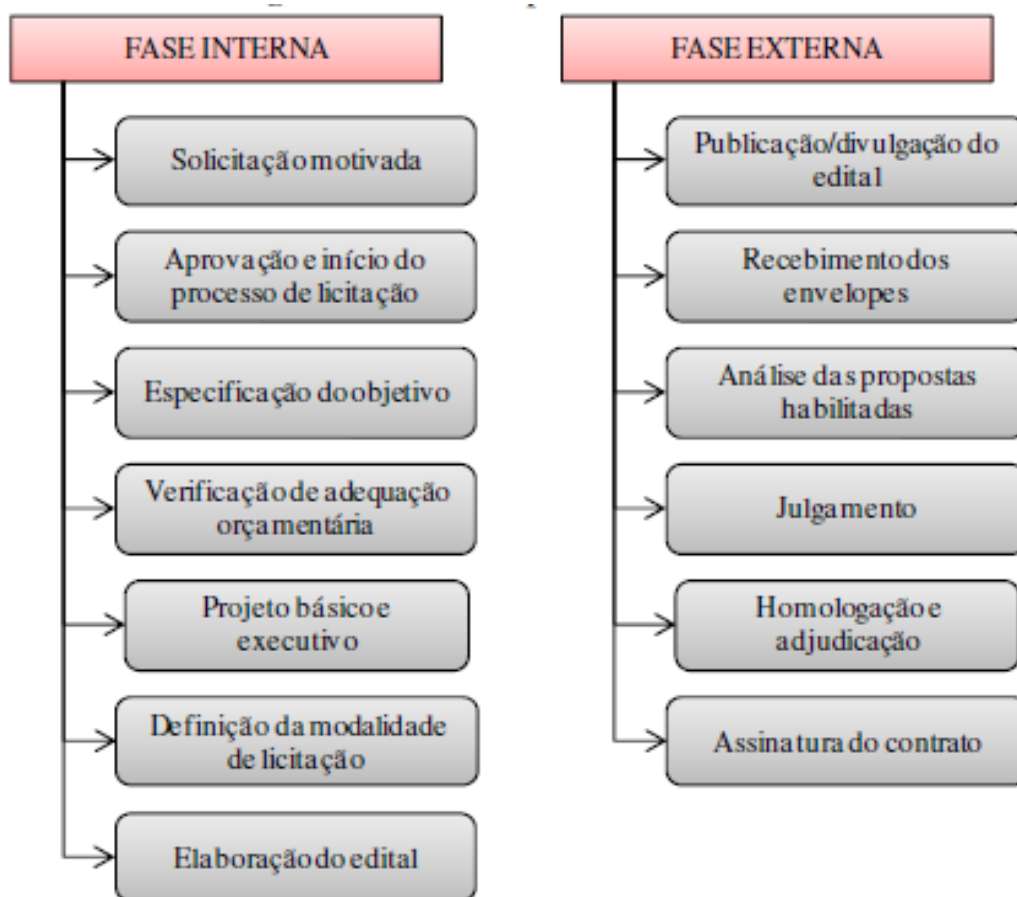 FASE INTERNA
Solicitação motivada
Aprovação e início do
processo de licitação
Especificação do objetivo
Verificação de adequação
orçamentária
Projeto básico e
executivo
Definição da modalidade
de licitação
Elaboração do edital
FASE EXTERNA
Publicação/divulgação do
edital
Recebimento dos
envelopes
Análise das propostas
habilitadas
Julgamento
Homologação e
adjudicação
Assinatura do contrato